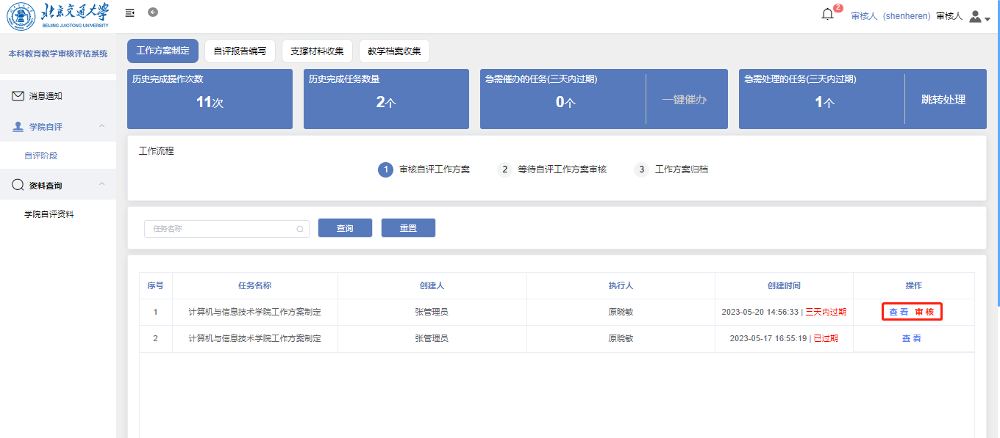 北京交通大学
BEIJING JIAOTONG UNIVERSITY
2
审核人 (shenheren) 审核人
本科教育教学审核评估系统
消息通知
学院自评
自评阶段
资料查询
学院自评资料
工作方案制定 自评报告编写 支撑材料收集 教学档案收集
历史完成操作次数
11次
历史完成任务数量
2个
急需催办的任务(三天内过期)
0个
一键催办
急需处理的任务(三天内过期)
1个
跳转处理
工作流程
1 审核自评工作方案 2 等待自评工作方案审核 3 工作方案归档
任务名称 查询 重置
序号 任务名称 创建人 执行人 创建时间 操作
1 计算机与信息技术学院工作方案制定 张管理员 原晓敏 2023-05-20 14:56:33 | 三天内过期 查看 审核
2 计算机与信息技术学院工作方案制定 张管理员 原晓敏 2023-05-17 16:55:19 | 已过期 查看